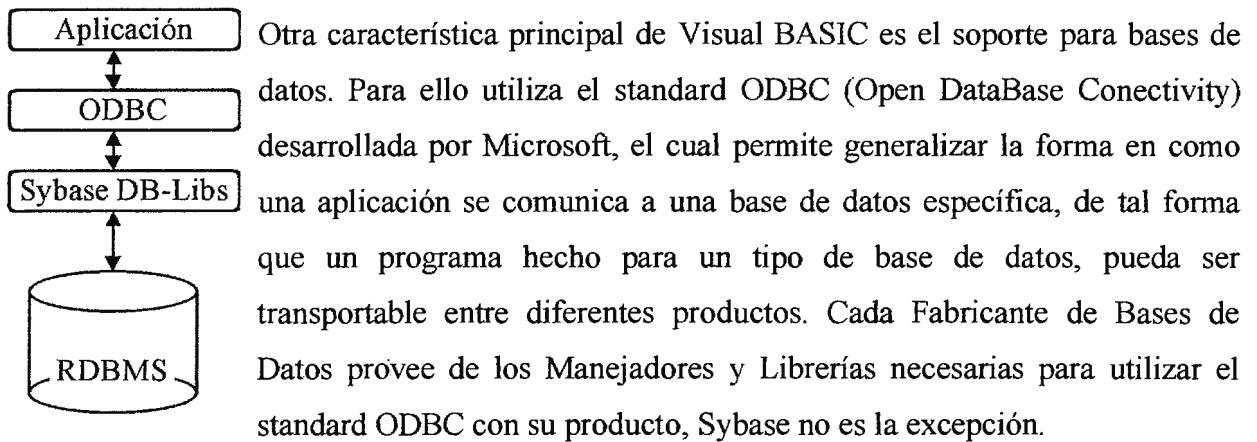 Aplicación
ODBC
Sybase DB-Libs
RDBMS
Otra característica principal de Visual BASIC es el soporte para bases de
datos. Para ello utiliza el standard ODBC (Open DataBase Conectivity)
desarrollada por Microsoft, el cual permite generalizar la forma en como
una aplicación se comunica a una base de datos específica, de tal forma
que un programa hecho para un tipo de base de datos, pueda ser
transportable entre diferentes productos. Cada Fabricante de Bases de
Datos provee de los Manejadores y Librerías necesarias para utilizar el
standard ODBC con su producto, Sybase no es la excepción.